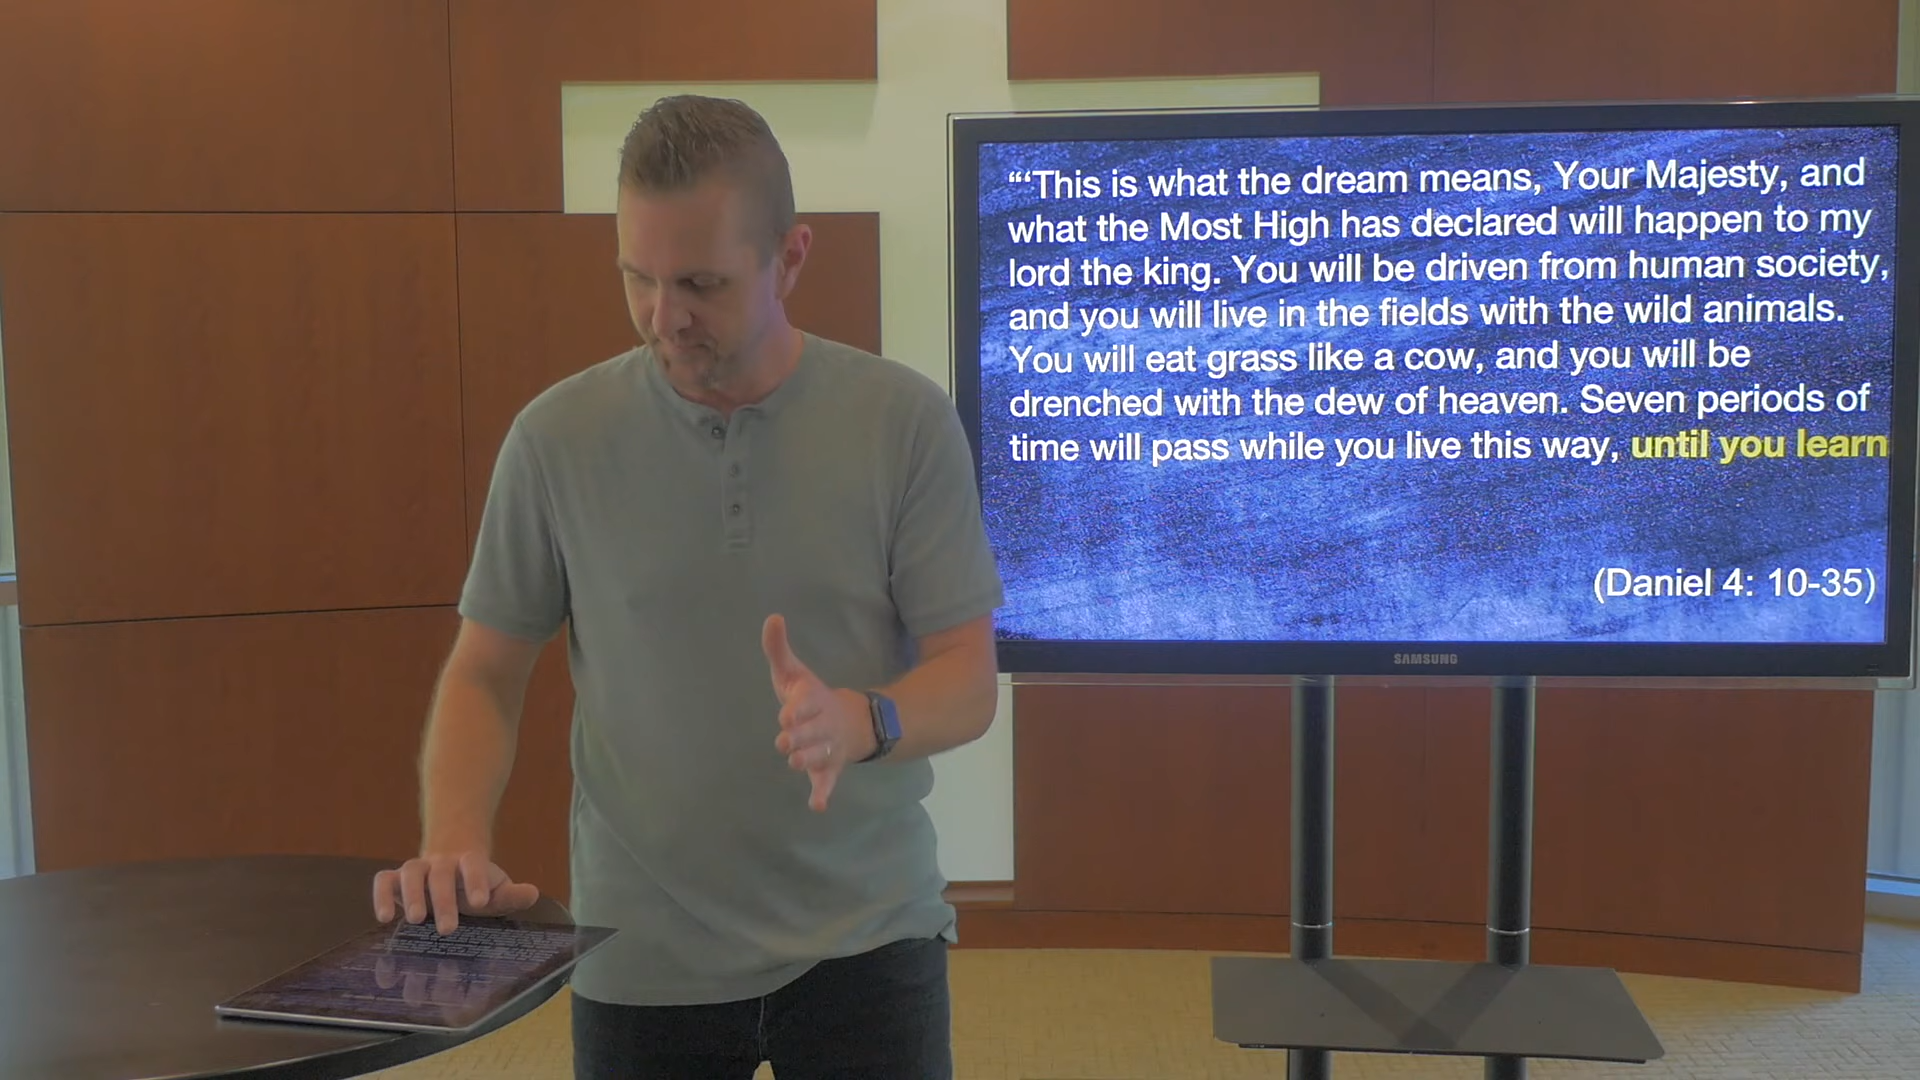 “‘This is what the dream means, Your Majesty, and
what the Most High has declared will happen to my
lord the king. You will be driven from human society,
and you will live in the fields with the wild animals.
You will eat grass like a cow, and you will be
drenched with the dew of heaven. Seven periods of
time will pass while you live this way, until you learn
(Daniel 4: 10-35)
SAMSUNG